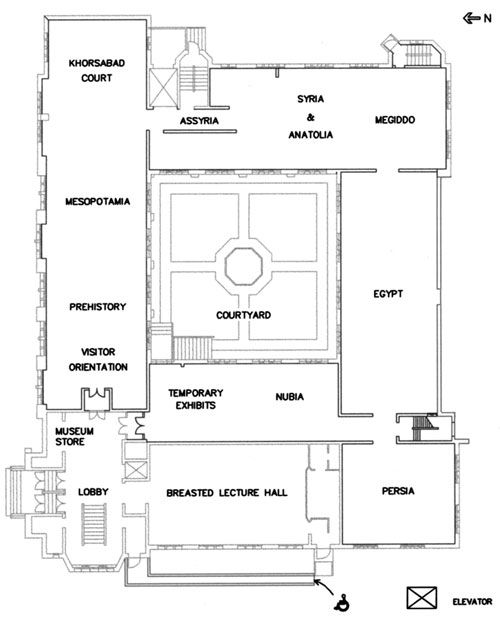 N
KHORSABAD
COURT
SYRIA
&
ANATOLIA
ASSYRIA
MEGIDDO
MESOPOTAMIA
EGYPT
PREHISTORY
COURTYARD
VISITOR
ORIENTATION
TEMPORARY
EXHIBITS
NUBIA
MUSEUM
STORE
LOBBY
BREASTED LECTURE HALL
PERSIA
ELEVATOR